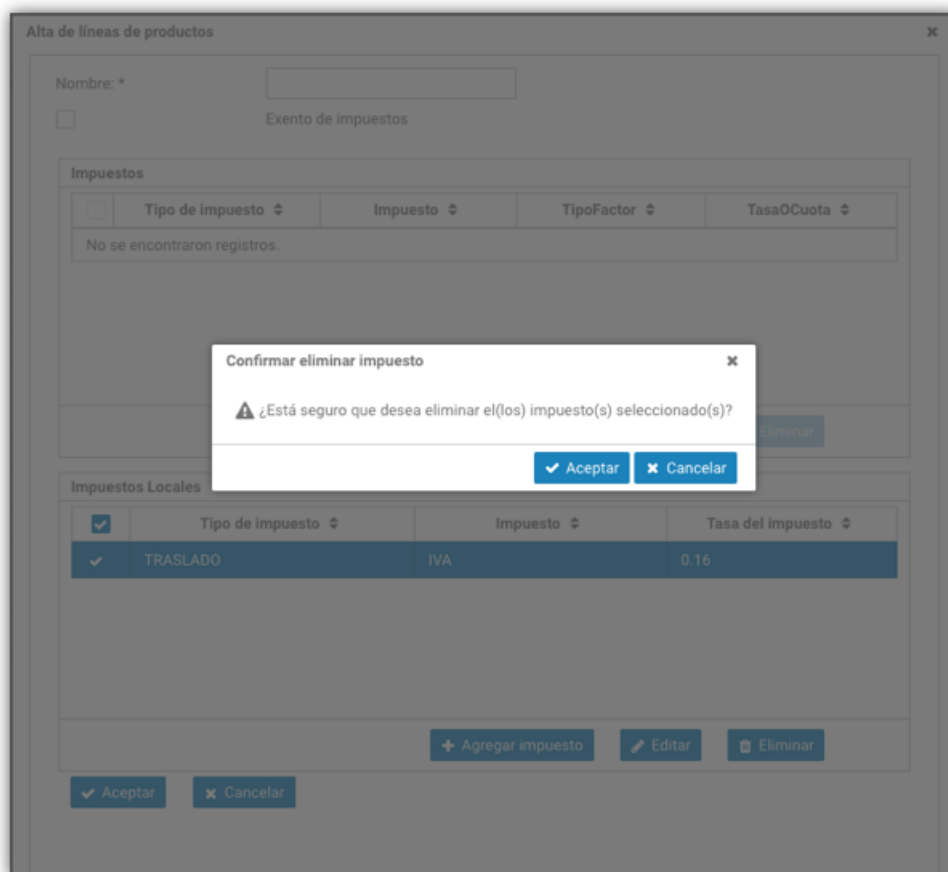 Alta de líneas de productos
Nombre: *
Exento de impuestos
Impuestos
Tipo de impuesto Impuesto TipoFactor TasaOCuota
No se encontraron registros.
Confirmar eliminar impuesto
¿Está seguro que desea eliminar el(los) impuesto(s) seleccionado(s)?
Eliminar
Aceptar Cancelar
Impuestos Locales
Tipo de impuesto Impuesto Tasa del impuesto
TRASLADO IVA 0.16
Agregar impuesto Editar Eliminar
Aceptar Cancelar